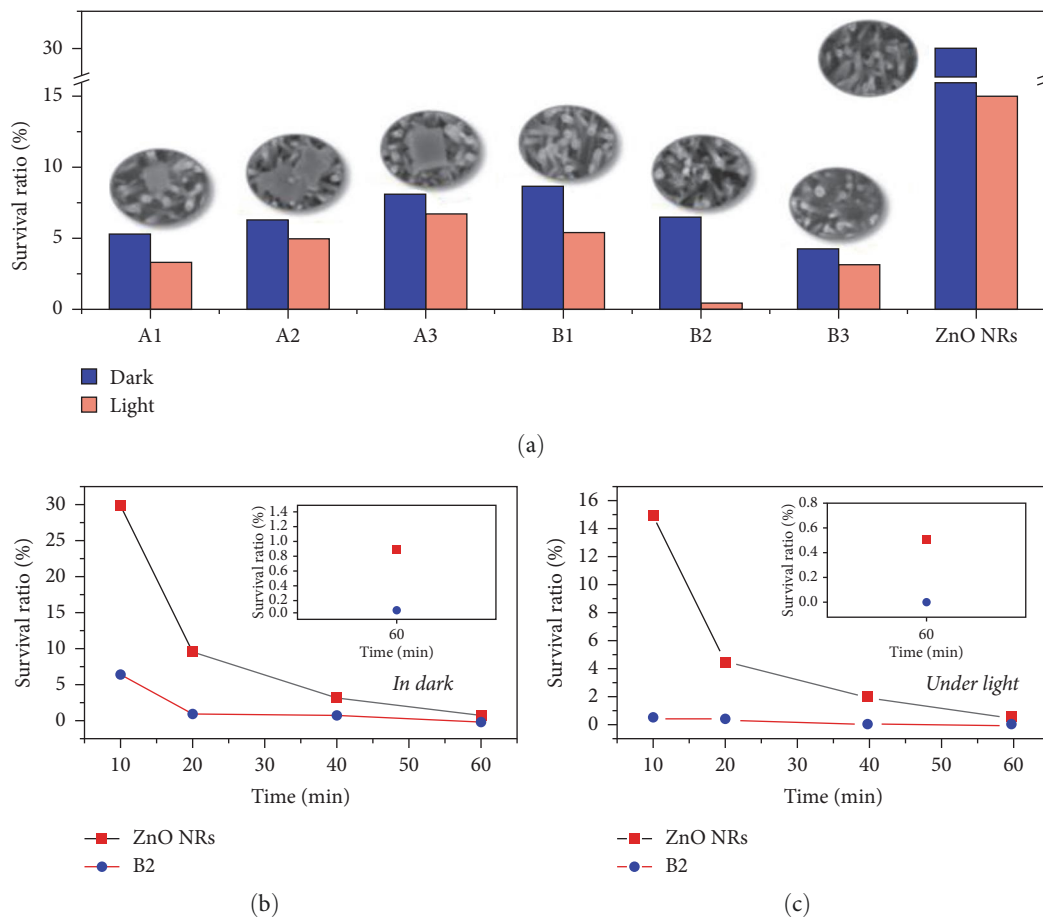 Survival ratio (%)
30
15
10
5
0
A1 A2 A3 B1 B2 B3 ZnO NRs
Dark
Light
(a)
Survival ratio (%)
30
25
20
15
10
5
0
10 20 30 40 50 60
Time (min)
Survival ratio (%)
1.4
1.2
1.0
0.8
0.6
0.4
0.2
0.0
60
Time (min)
In dark
ZnO NRs
B2
(b)
Survival ratio (%)
16
14
12
10
8
6
4
2
0
10 20 30 40 50 60
Time (min)
Survival ratio (%)
0.8
0.6
0.4
0.2
0.0
60
Time (min)
Under light
ZnO NRs
B2
(c)